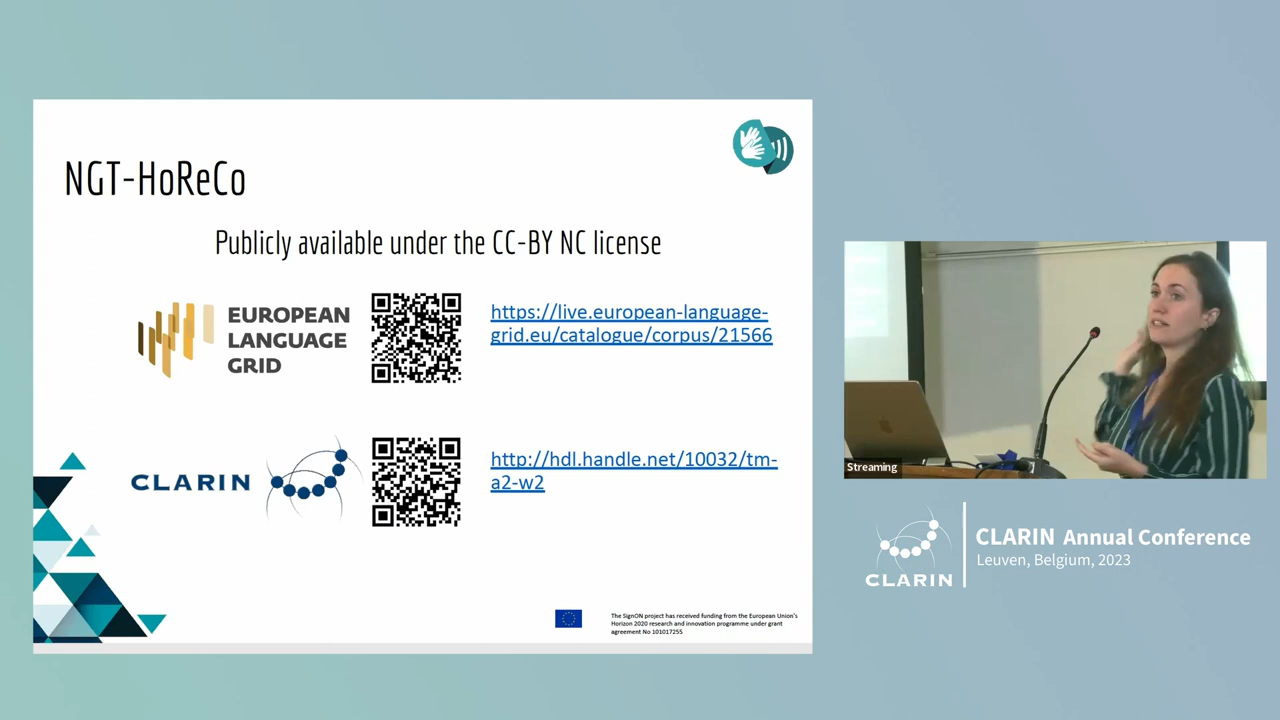 NGT-HoReCo
Publicly available under the CC-BY NC license
EUROPEAN
LANGUAGE
GRID
https://live.european-language-
grid.eu/catalogue/corpus/21566
CLARIN
http://hdl.handle.net/10032/tm-
a2-w2
The SignON project has received funding from the European Union's
Horizon 2020 research and innovation programme under grant
agreement No 101017255
Streaming
CLARIN
CLARIN Annual Conference
Leuven, Belgium, 2023